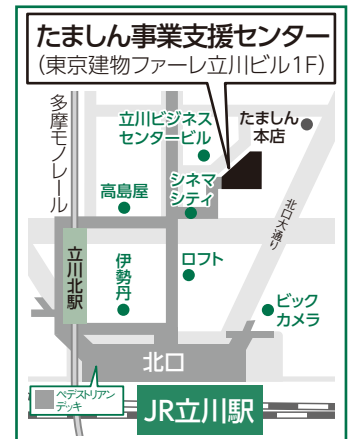 たましん事業支援センター
(東京建物ファーレ立川ビル1F)
多摩モノレール
立川ビジネス
センタービル
たましん
本店
高島屋
シネマ
シティ
北口大通り
立川北駅
伊勢丹
ロフト
ビック
カメラ
北口
ペデストリアン
デッキ
JR立川駅